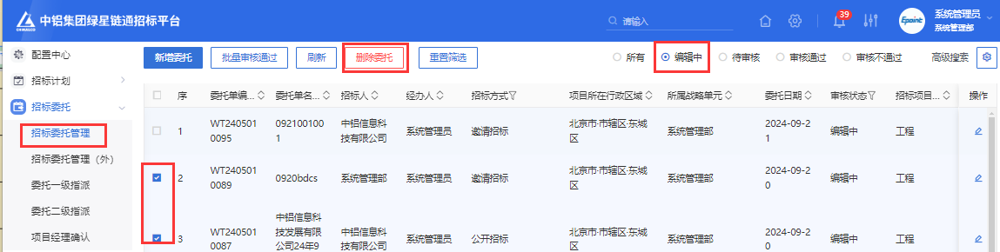 中铝集团绿星链通招标平台
CHINALCO
请输入
39
Epoint
系统管理员
系统管理部
配置中心
招标计划
招标委托
招标委托管理
招标委托管理（外）
委托一级指派
委托二级指派
项目经理确认
新增委托
批量审核通过
刷新
删除委托
重置筛选
所有
编辑中
待审核
审核通过
审核不通过
高级搜索
序
委托单编...
委托单名...
招标人
经办人
招标方式
项目所在行政区域
所属战略单元
委托日期
审核状态
招标项目...
操作
1
WT240501
0095
092100100
1
中铝信息科
技有限公司
系统管理员
邀请招标
北京市·市辖区·东城
区
系统管理部
2024-09-2
1
编辑中
工程
2
WT240501
0089
0920bdcs
系统管理部
系统管理员
邀请招标
北京市·市辖区·东城
区
系统管理部
2024-09-2
0
编辑中
工程
3
WT240501
0087
中铝信息科
技发展有限
公司24年9
中铝信息科
技有限公司
系统管理员
公开招标
北京市·市辖区·东城
区
系统管理部
2024-09-2
0
编辑中
工程